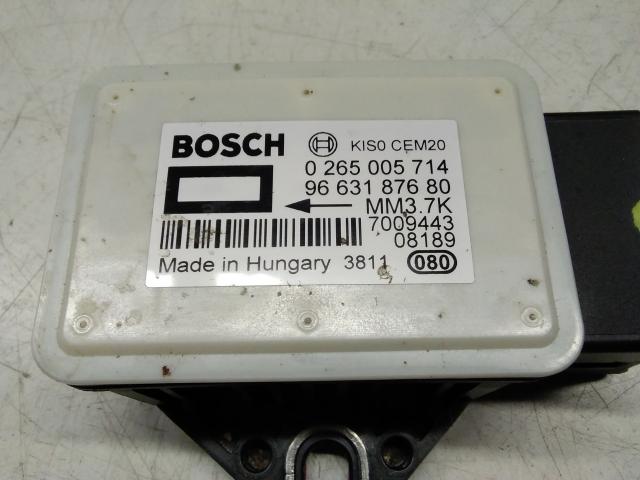 BOSCH KIS0 CEM20
0 265 005 714
96 631 876 80
MM3.7K
7009443
08189
Made in Hungary 3811 080